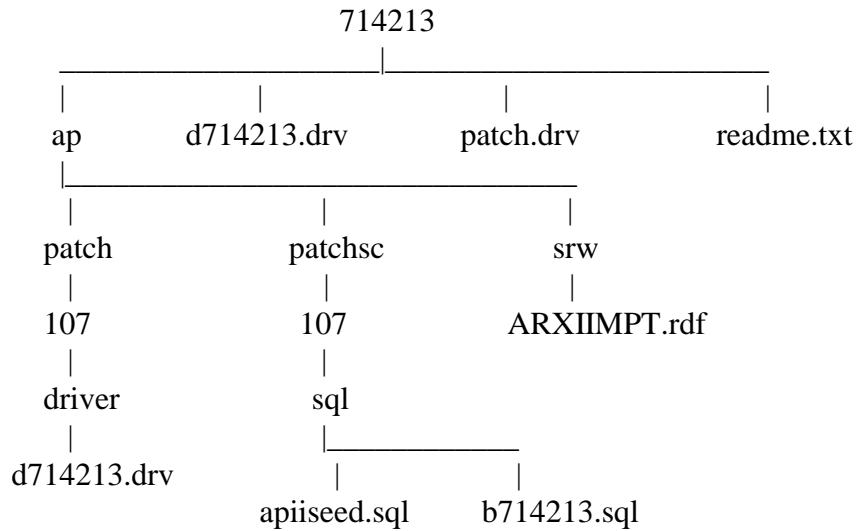 714213
ap d714213.drv patch.drv readme.txt
patch patchsc srw
107 107 ARXIIMPT.rdf
driver sql
d714213.drv
apiiseed.sql b714213.sql